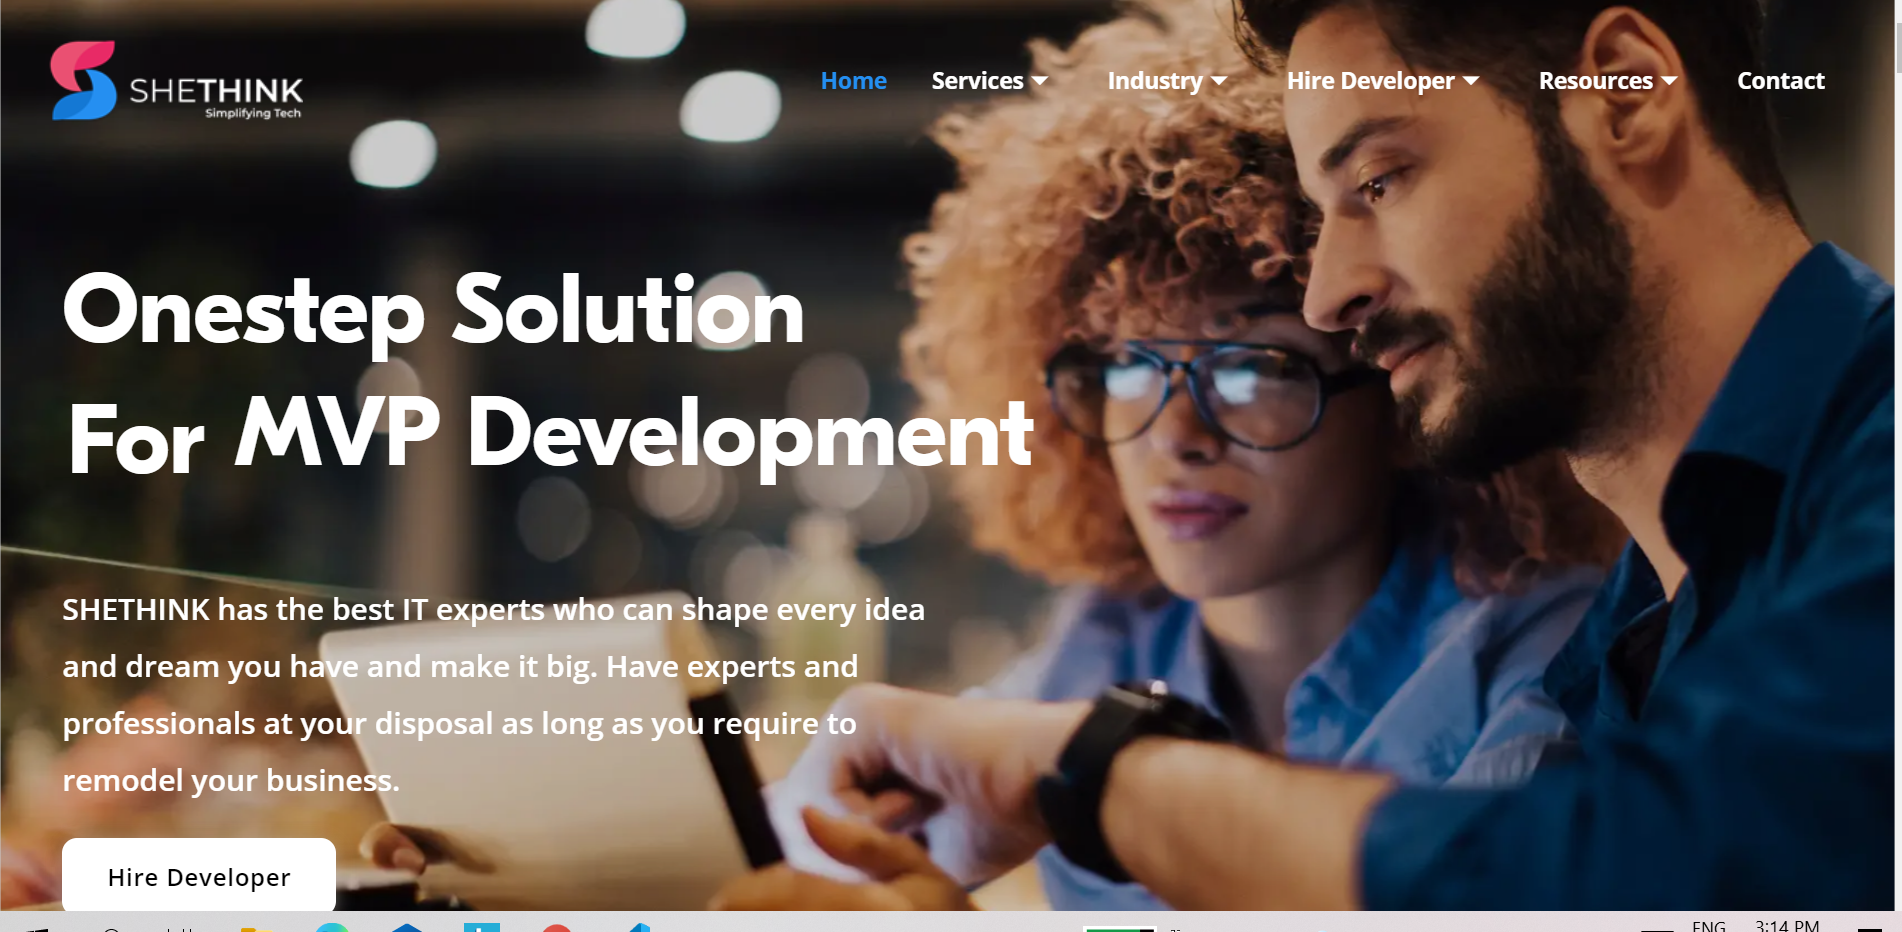 SHETHINK
Simplifying Tech
Home Services Industry Hire Developer Resources Contact
Onestep Solution
For MVP Development
SHETHINK has the best IT experts who can shape every idea
and dream you have and make it big. Have experts and
professionals at your disposal as long as you require to
remodel your business.
Hire Developer
ENG 3:14 PM